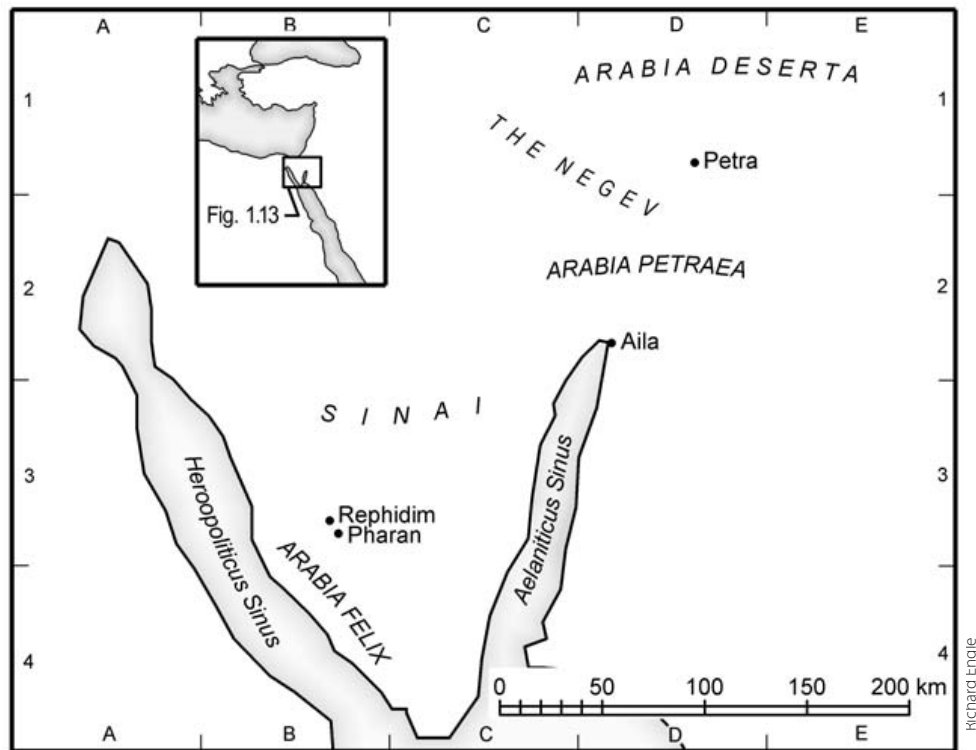 A B C D E
1 1
ARABIA DESERTA
THE NEGEV
Petra
Fig. 1.13
2 2
ARABIA PETRAEA
Aila
SINAI
3 3
Heroopoliticus Sinus
Aelaniticus Sinus
Rephidim
Pharan
ARABIA FELIX
4 4
0 50 100 150 200 km
A B C D E
Richard Engle